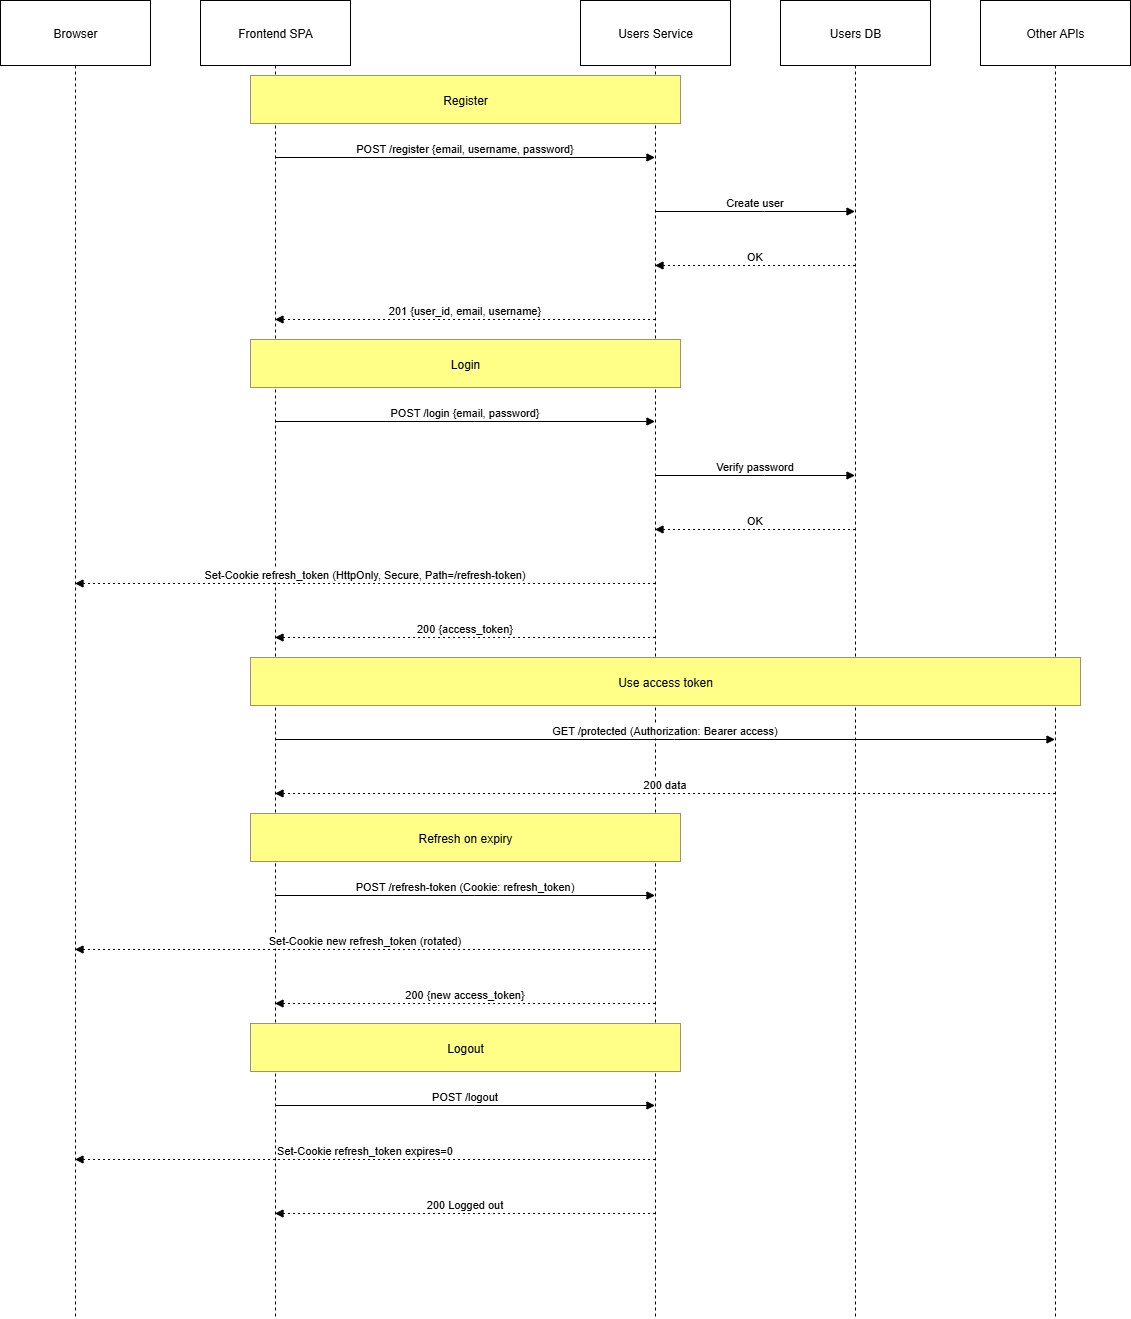 Browser
Frontend SPA
Users Service
Users DB
Other APIs
Register
POST /register {email, username, password}
Create user
OK
201 {user_id, email, username}
Login
POST /login {email, password}
Verify password
OK
Set-Cookie refresh_token (HttpOnly, Secure, Path=/refresh-token)
200 {access_token}
Use access token
GET /protected (Authorization: Bearer access)
200 data
Refresh on expiry
POST /refresh-token (Cookie: refresh_token)
Set-Cookie new refresh_token (rotated)
200 {new access_token}
Logout
POST /logout
Set-Cookie refresh_token expires=0
200 Logged out